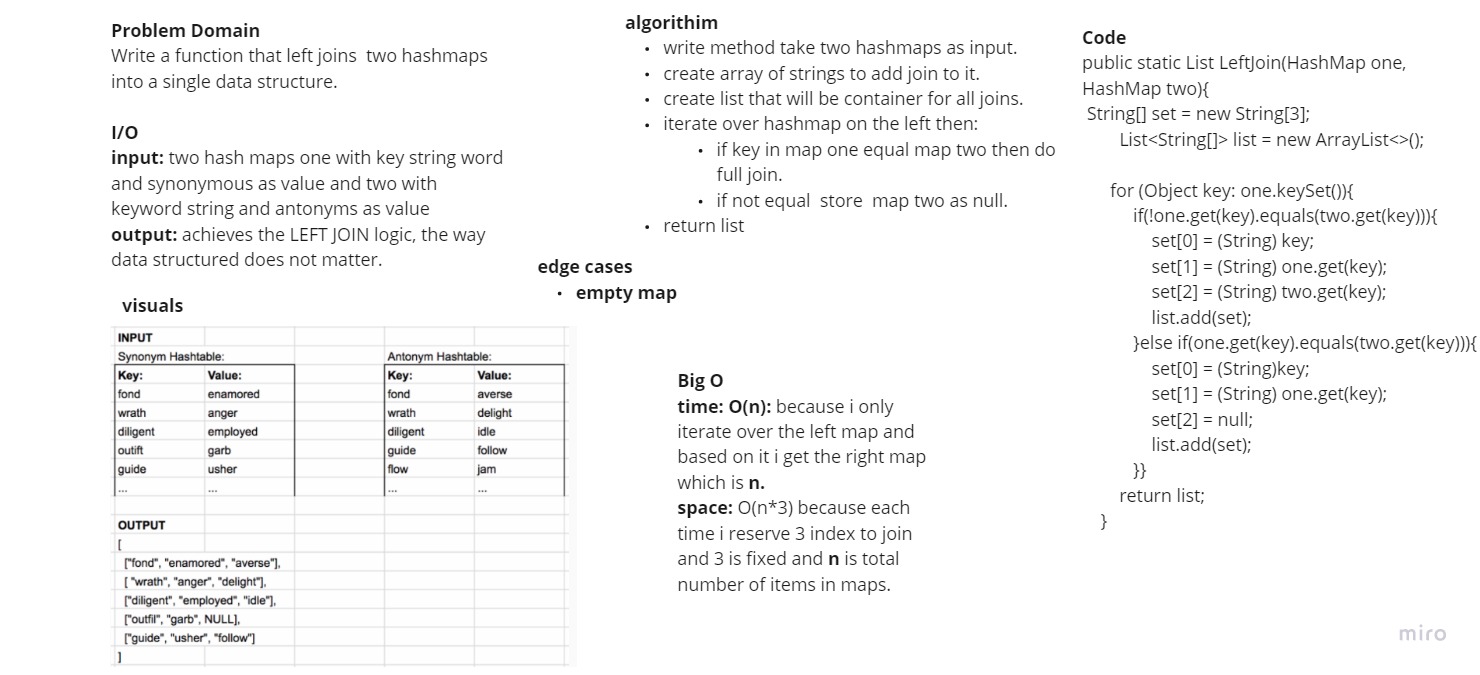 Problem Domain
Write a function that left joins two hashmaps
into a single data structure.
I/O
input: two hash maps one with key string word
and synonymous as value and two with
keyword string and antonyms as value
output: achieves the LEFT JOIN logic, the way
data structured does not matter.
visuals
INPUT
Synonym Hashtable: Antonym Hashtable:
Key: Value: Key: Value:
fond enamored fond averse
wrath anger wrath delight
diligent employed diligent idle
outift garb guide follow
guide usher flow jam
... ... ... ...
OUTPUT
[
["fond", "enamored", "averse"],
[ "wrath", "anger", "delight"],
["diligent", "employed", "idle"],
["outfil", "garb", NULL],
["guide", "usher", "follow"]
]
algorithim
• write method take two hashmaps as input.
• create array of strings to add join to it.
• create list that will be container for all joins.
• iterate over hashmap on the left then:
• if key in map one equal map two then do
full join.
• if not equal store map two as null.
• return list
edge cases
• empty map
Big O
time: O(n): because i only
iterate over the left map and
based on it i get the right map
which is n.
space: O(n*3) because each
time i reserve 3 index to join
and 3 is fixed and n is total
number of items in maps.
Code
public static List LeftJoin(HashMap one,
HashMap two){
String[] set = new String[3];
List<String[]> list = new ArrayList<>();
for (Object key: one.keySet()){
if(!one.get(key).equals(two.get(key))){
set[0] = (String) key;
set[1] = (String) one.get(key);
set[2] = (String) two.get(key);
list.add(set);
}else if(one.get(key).equals(two.get(key))){
set[0] = (String)key;
set[1] = (String) one.get(key);
set[2] = null;
list.add(set);
}}
return list;
}
miro